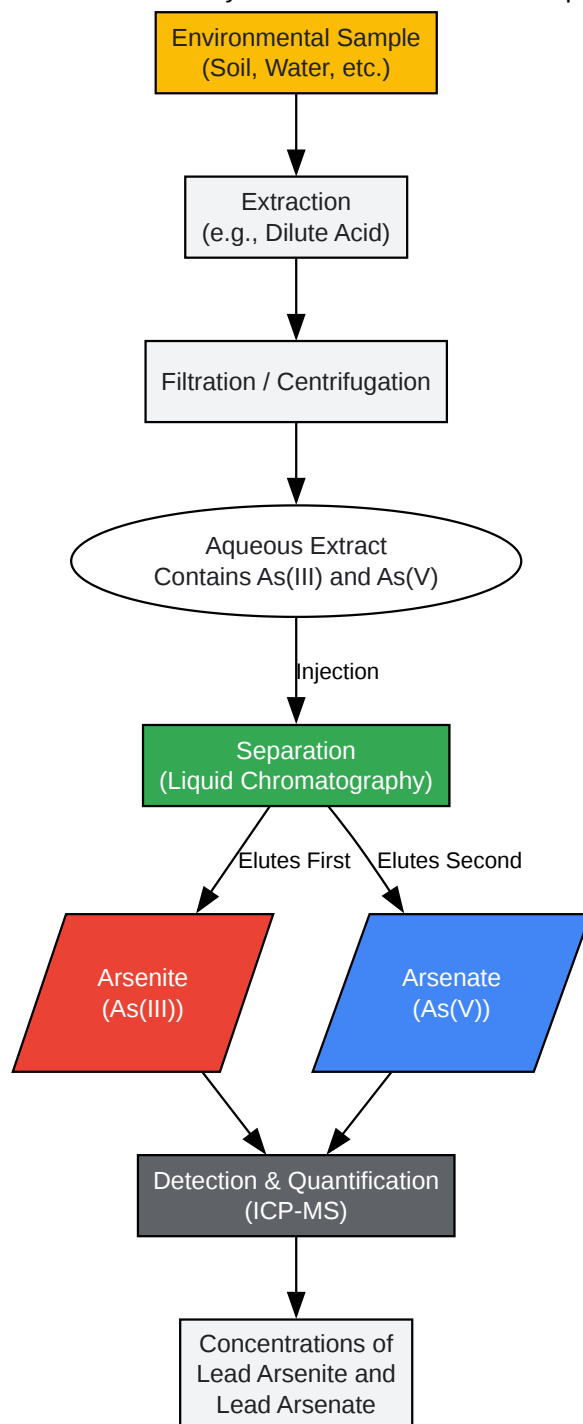 Environmental Sample
(Soil, Water, etc.)
Extraction
(e.g., Dilute Acid)
Filtration / Centrifugation
Aqueous Extract
Contains As(III) and As(V)
Injection
Separation
(Liquid Chromatography)
Elutes First
Elutes Second
Arsenite
(As(III))
Arsenate
(As(V))
Detection & Quantification
(ICP-MS)
Concentrations of
Lead Arsenite and
Lead Arsenate